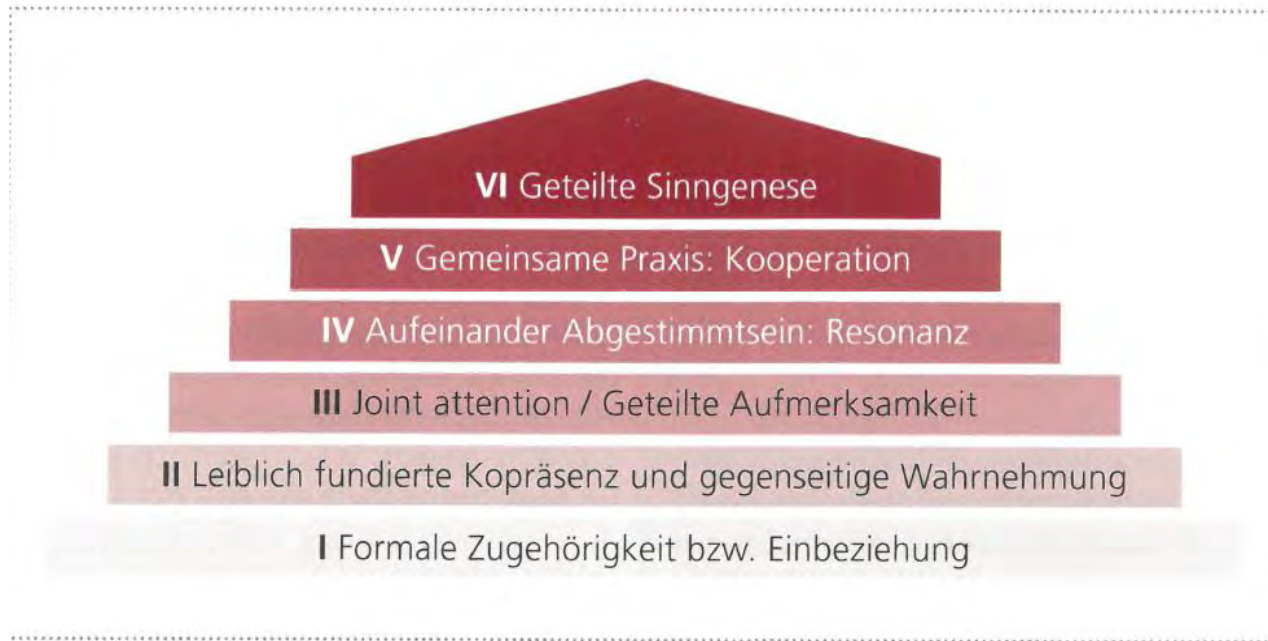 VI Geteilte Sinngenese
V Gemeinsame Praxis: Kooperation
IV Aufeinander Abgestimmtsein: Resonanz
III Joint attention / Geteilte Aufmerksamkeit
II Leiblich fundierte Kopräsenz und gegenseitige Wahrnehmung
I Formale Zugehörigkeit bzw. Einbeziehung